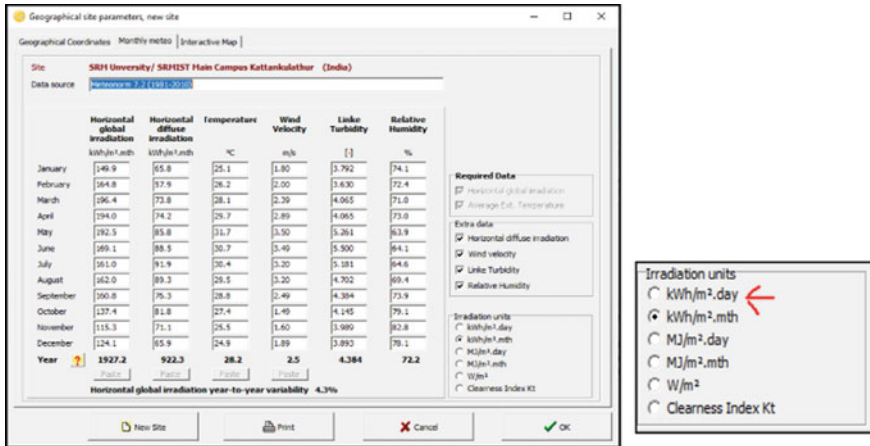 Geographical site parameters, new site
Geographical Coordinates Monthly meteo Interactive Map
Site SRM Unversity/ SRMIST Main Campus Kattankulathur (India)
Data source Meteonorm 7.2 (1981-2010)
Horizontal global irradiation Horizontal diffuse irradiation Temperature Wind Velocity Linke Turbidity Relative Humidity
kWh/m².mth kWh/m².mth °C m/s [-] %
January 149.9 65.8 25.1 1.80 3.792 74.1
February 164.8 57.9 26.2 2.00 3.630 72.4
March 196.4 73.8 28.1 2.39 4.065 71.0
April 194.0 74.2 29.7 2.89 4.065 73.0
May 192.5 85.8 31.7 3.50 5.261 63.9
June 169.1 88.5 30.7 3.49 5.500 64.1
July 161.0 91.9 30.4 3.20 5.181 64.6
August 162.0 89.3 29.5 3.20 4.702 69.4
September 160.8 76.3 28.8 2.49 4.384 73.9
October 137.4 81.8 27.4 1.49 4.145 79.1
November 115.3 71.1 25.5 1.60 3.989 82.8
December 124.1 65.9 24.9 1.89 3.893 78.1
Year ? 1927.2 922.3 28.2 2.5 4.384 72.2
Paste Paste Paste Paste
Horizontal global irradiation year-to-year variability 4.3%
Required Data
Horizontal global irradiation
Average Ext. Temperature
Extra data
Horizontal diffuse irradiation
Wind velocity
Linke Turbidity
Relative Humidity
Irradiation units
kWh/m².day
kWh/m².mth
MJ/m².day
MJ/m².mth
W/m²
Clearness Index Kt
New Site Print Cancel OK
Irradiation units
kWh/m².day
kWh/m².mth
MJ/m².day
MJ/m².mth
W/m²
Clearness Index Kt